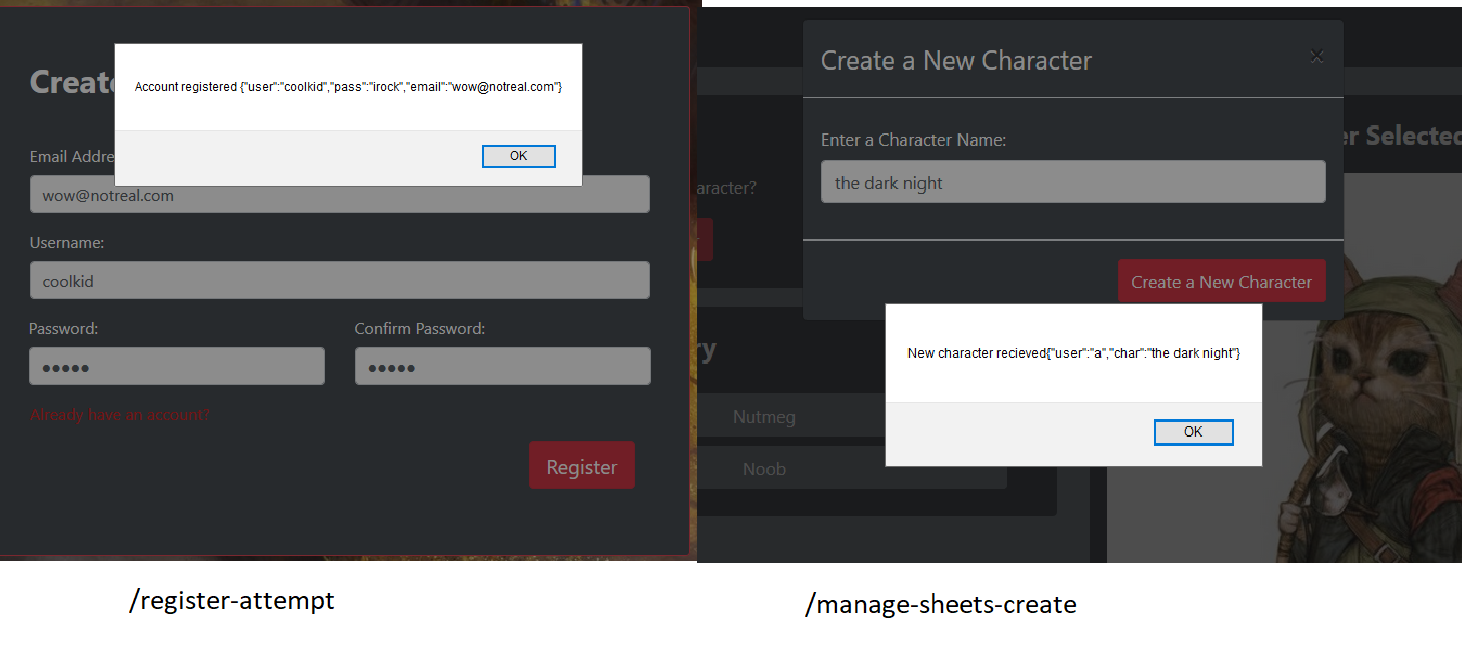 Create
Account registered {"user":"coolkid","pass":"irock","email":"wow@notreal.com"}
OK
Email Addre
wow@notreal.com
Username:
coolkid
Password:
Confirm Password:
Already have an account?
Register
/register-attempt
Create a New Character
×
Enter a Character Name:
the dark night
Create a New Character
er Selected
aracter?
New character recieved{"user":"a","char":"the dark night"}
OK
ry
Nutmeg
Noob
/manage-sheets-create